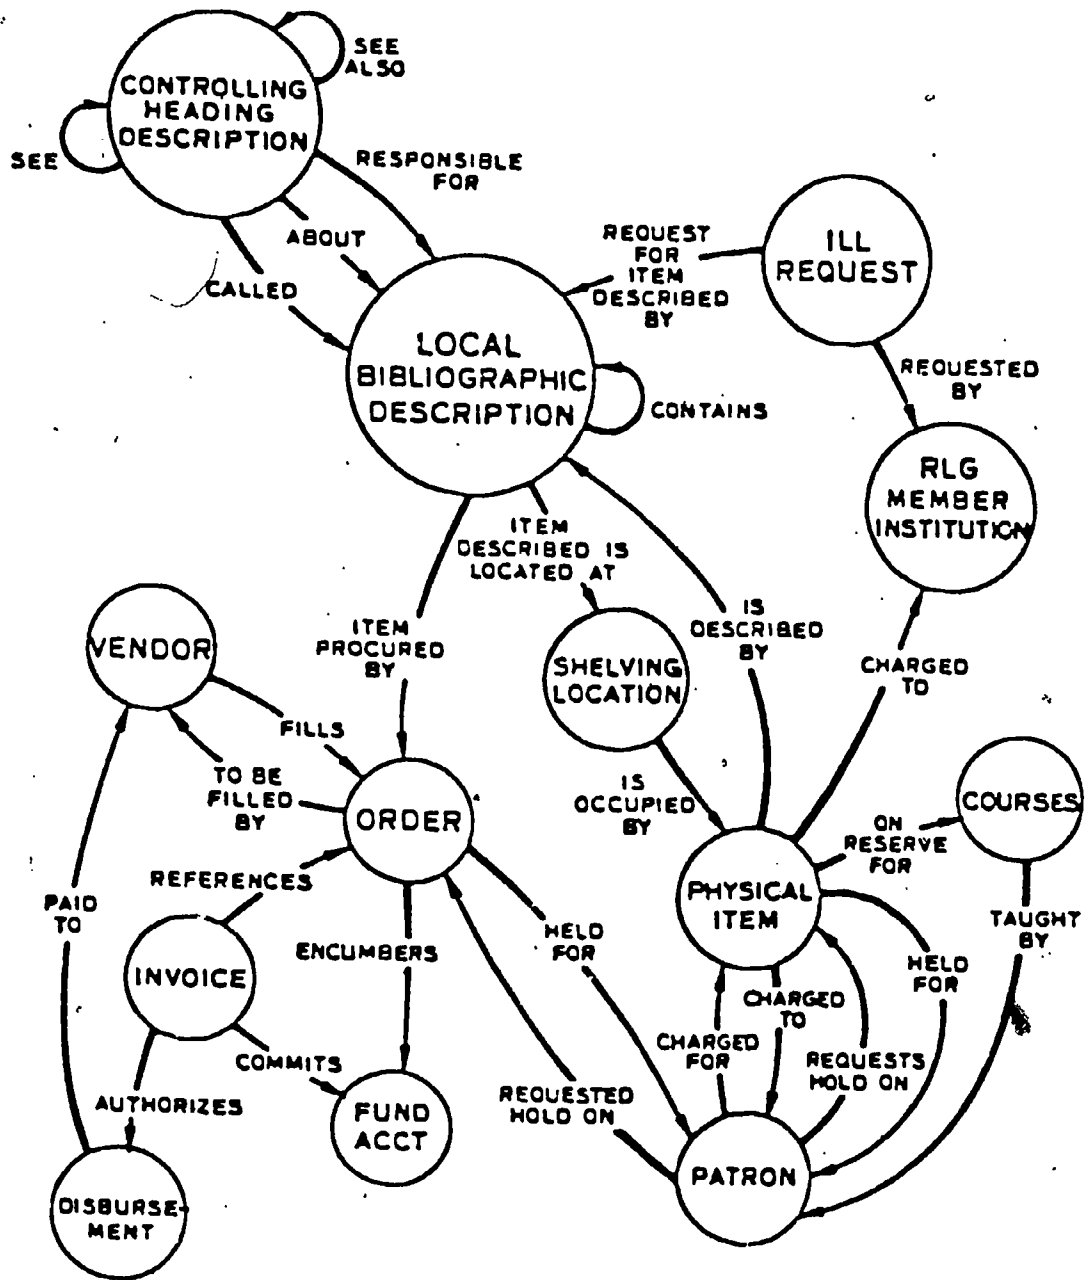 SEE
ALSO
CONTROLLING
HEADING
DESCRIPTION
SEE
RESPONSIBLE
FOR
ABOUT
CALLED
REQUEST
FOR
ITEM
DESCRIBED
BY
ILL
REQUEST
LOCAL
BIBLIOGRAPHIC
DESCRIPTION
CONTAINS
REQUESTED
BY
RLG
MEMBER
INSTITUTION
ITEM
DESCRIBED IS
LOCATED AT
ITEM
PROCURED
BY
IS
DESCRIBED
BY
CHARGED
TO
VENDOR
SHELVING
LOCATION
FILLS
TO BE
FILLED
BY
ORDER
IS
OCCUPIED
BY
COURSES
ON
RESERVE
FOR
REFERENCES
PAID
TO
PHYSICAL
ITEM
TAUGHT
BY
INVOICE
ENCUMBERS
HELD
FOR
HELD
FOR
CHARGED
TO
CHARGED
FOR
REQUESTS
HOLD ON
COMMITS
AUTHORIZES
FUND
ACCT
REQUESTED
HOLD ON
PATRON
DISBURSE-
MENT